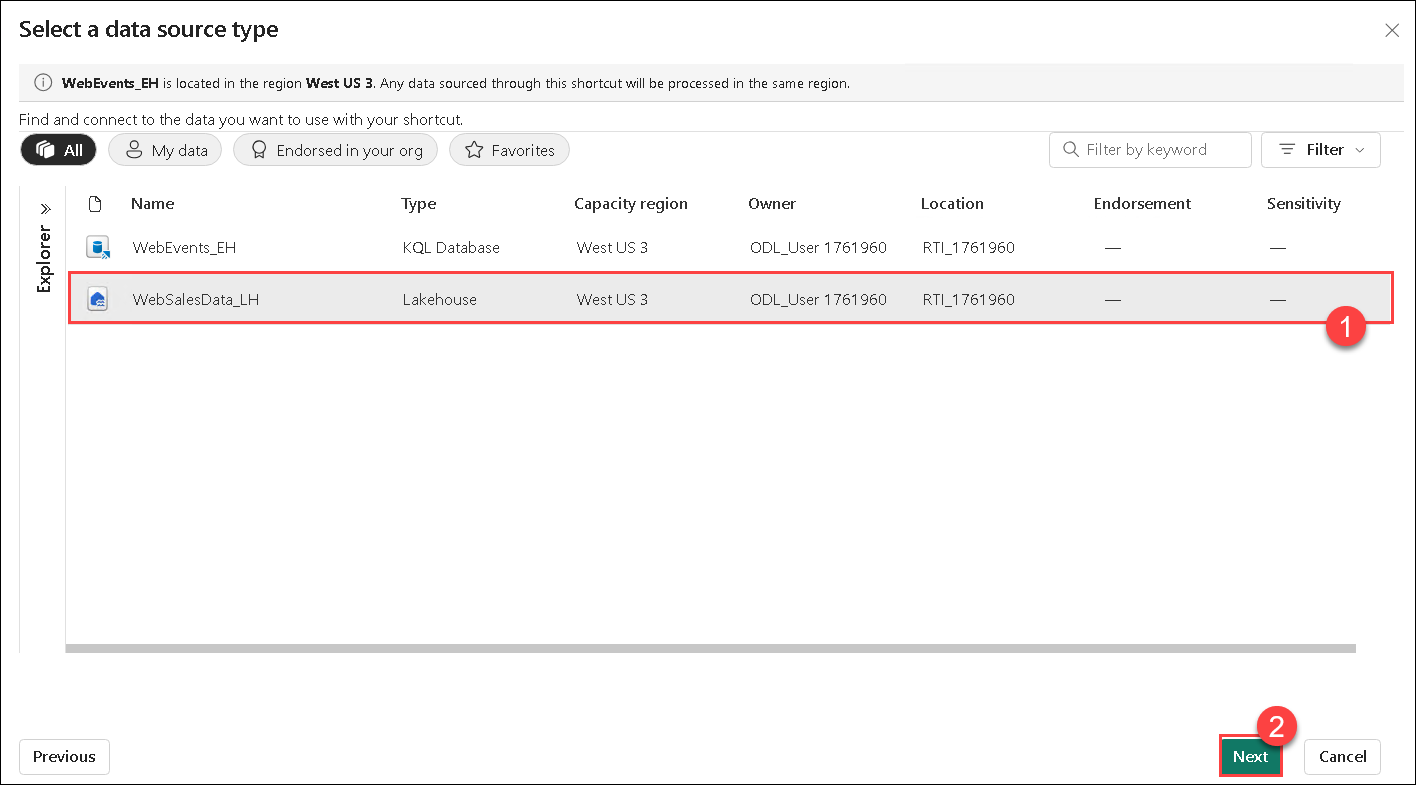 Select a data source type
WebEvents_EH is located in the region West US 3. Any data sourced through this shortcut will be processed in the same region.
Find and connect to the data you want to use with your shortcut.
All My data Endorsed in your org Favorites Filter by keyword Filter
Explorer
Name Type Capacity region Owner Location Endorsement Sensitivity
WebEvents_EH KQL Database West US 3 ODL_User 1761960 RTI_1761960 — —
WebSalesData_LH Lakehouse West US 3 ODL_User 1761960 RTI_1761960 — —
1
2
Previous Next Cancel